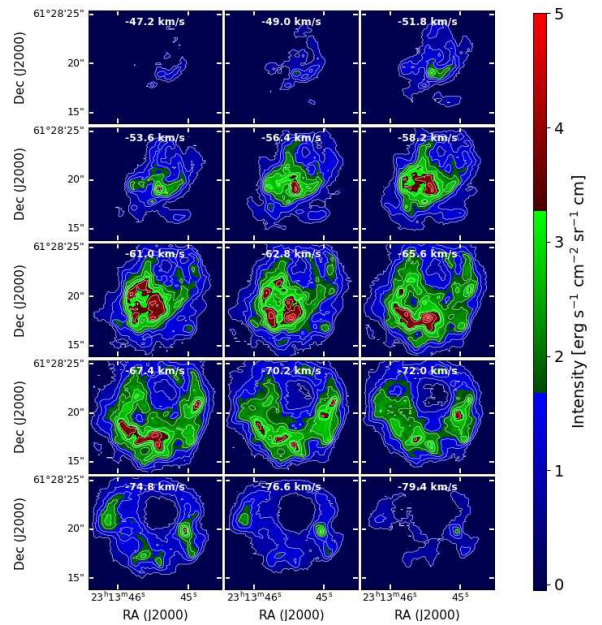 61°28'25"
-47.2 km/s
-49.0 km/s
-51.8 km/s
Dec (J2000)
20"
15"
61°28'25"
-53.6 km/s
-56.4 km/s
-58.2 km/s
Dec (J2000)
20"
15"
61°28'25"
-61.0 km/s
-62.8 km/s
-65.6 km/s
Dec (J2000)
20"
15"
61°28'25"
-67.4 km/s
-70.2 km/s
-72.0 km/s
Dec (J2000)
20"
15"
61°28'25"
-74.8 km/s
-76.6 km/s
-79.4 km/s
Dec (J2000)
20"
15"
23ʰ13ᵐ46ˢ 45ˢ
23ʰ13ᵐ46ˢ 45ˢ
23ʰ13ᵐ46ˢ 45ˢ
RA (J2000)
RA (J2000)
RA (J2000)
5
4
3
2
1
0
Intensity [erg s⁻¹ cm⁻² sr⁻¹ cm]